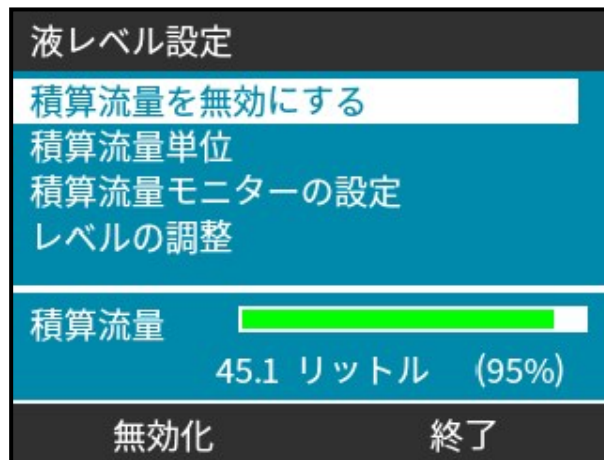 液レベル設定
積算流量を無効にする
積算流量単位
積算流量モニターの設定
レベルの調整
積算流量
45.1 リットル (95%)
無効化 終了